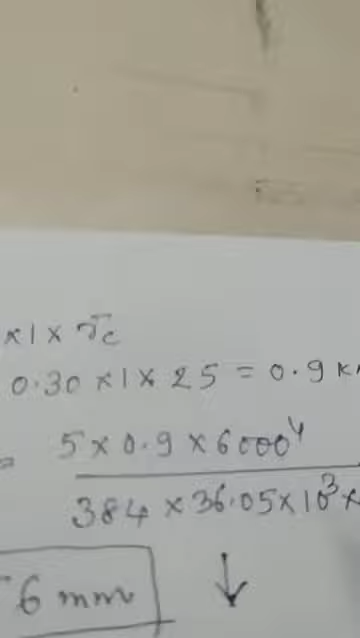 ×1×γc
0.30×1×25 = 0.9 k
= 5×0.9×6000⁴
384×36.05×10³×
6 mm ↓